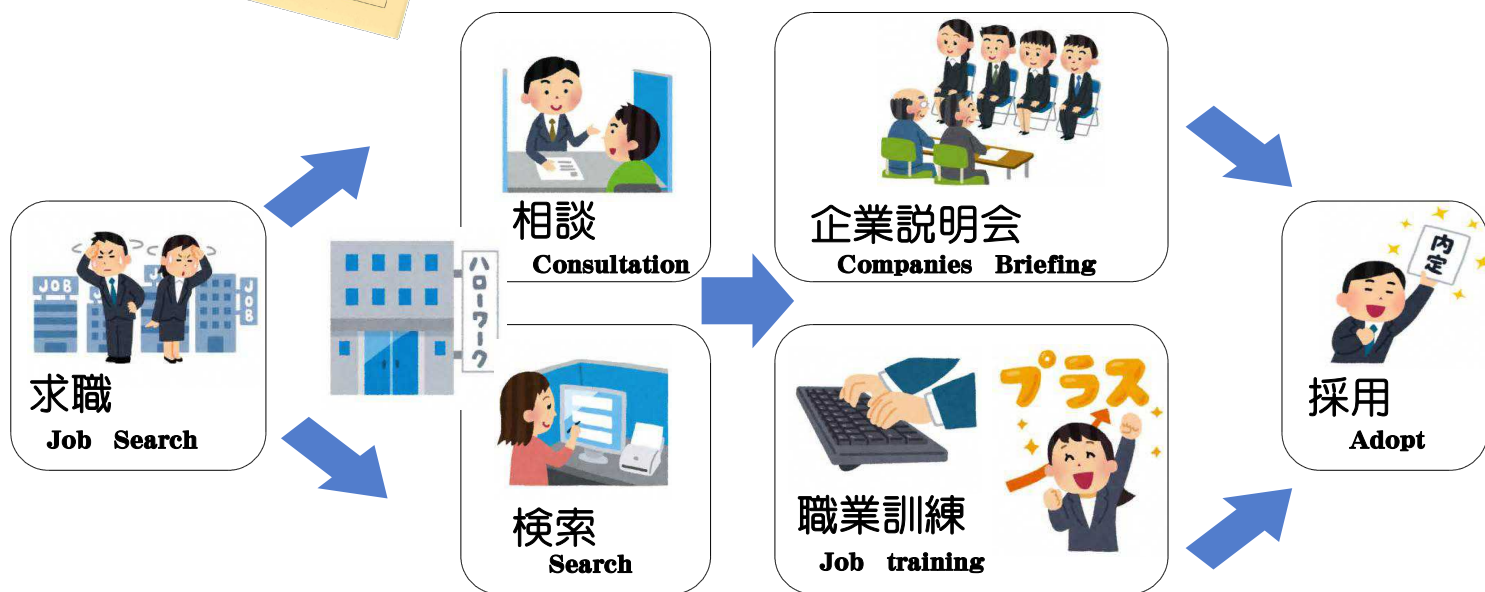 求職
Job Search
JOB
JOB
ハローワーク
相談
Consultation
検索
Search
企業説明会
Companies Briefing
プラス
職業訓練
Job training
内定
採用
Adopt